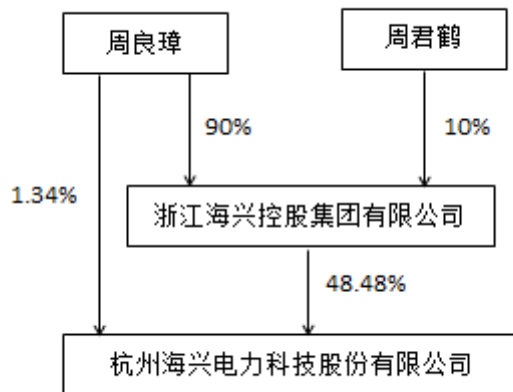 周良璋
周君鹤
90%
10%
1.34%
浙江海兴控股集团有限公司
48.48%
杭州海兴电力科技股份有限公司